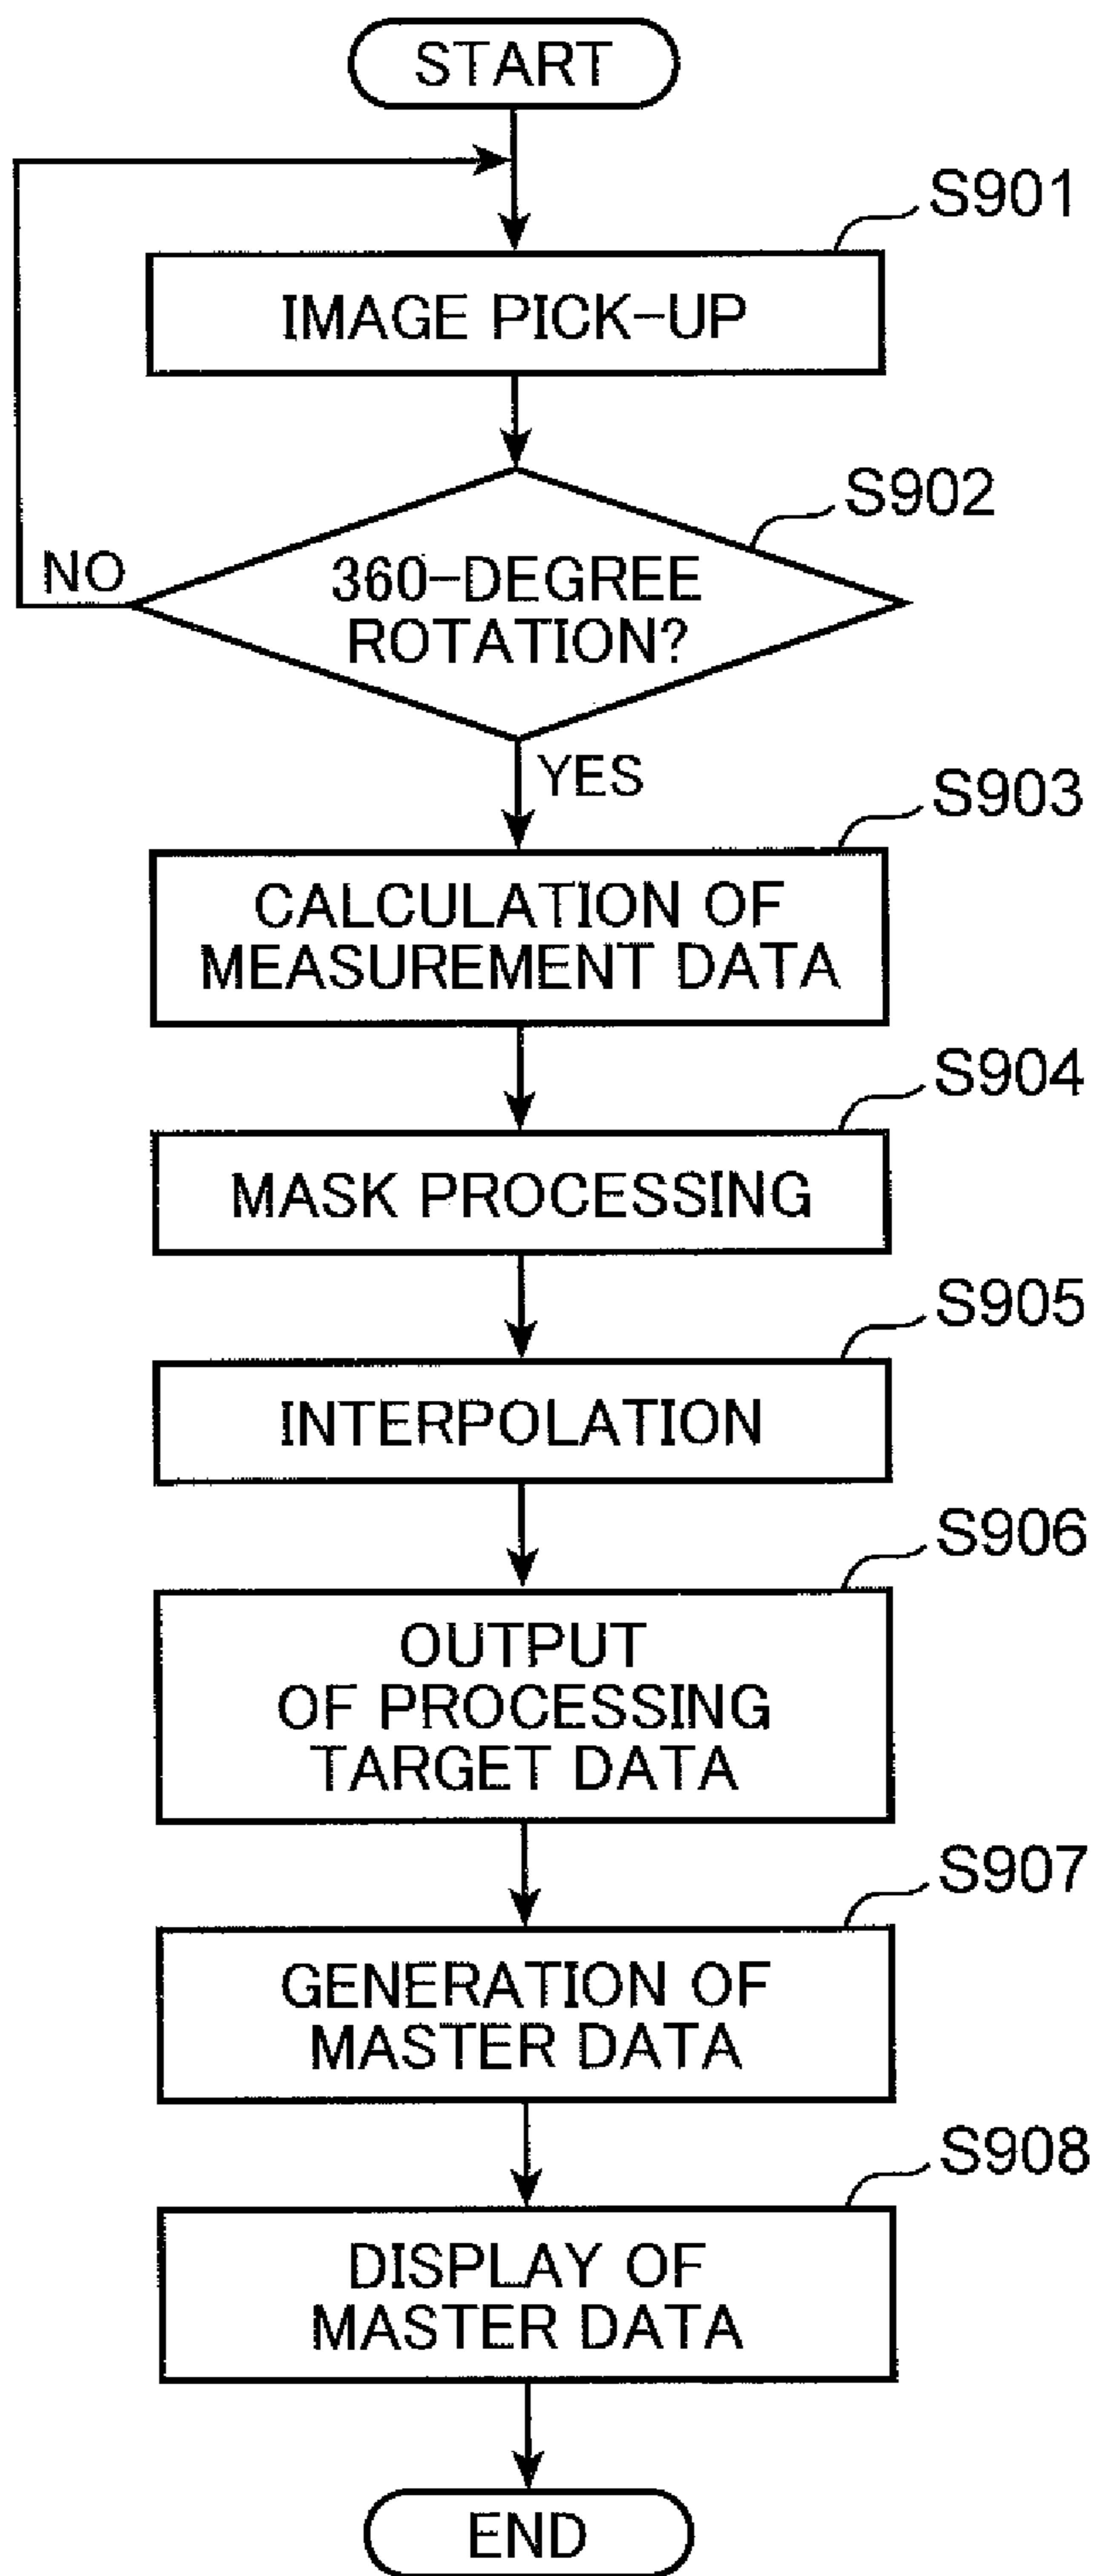 START
S901
IMAGE PICK-UP
S902
360-DEGREE
ROTATION?
NO
YES
S903
CALCULATION OF
MEASUREMENT DATA
S904
MASK PROCESSING
S905
INTERPOLATION
S906
OUTPUT
OF PROCESSING
TARGET DATA
S907
GENERATION OF
MASTER DATA
S908
DISPLAY OF
MASTER DATA
END